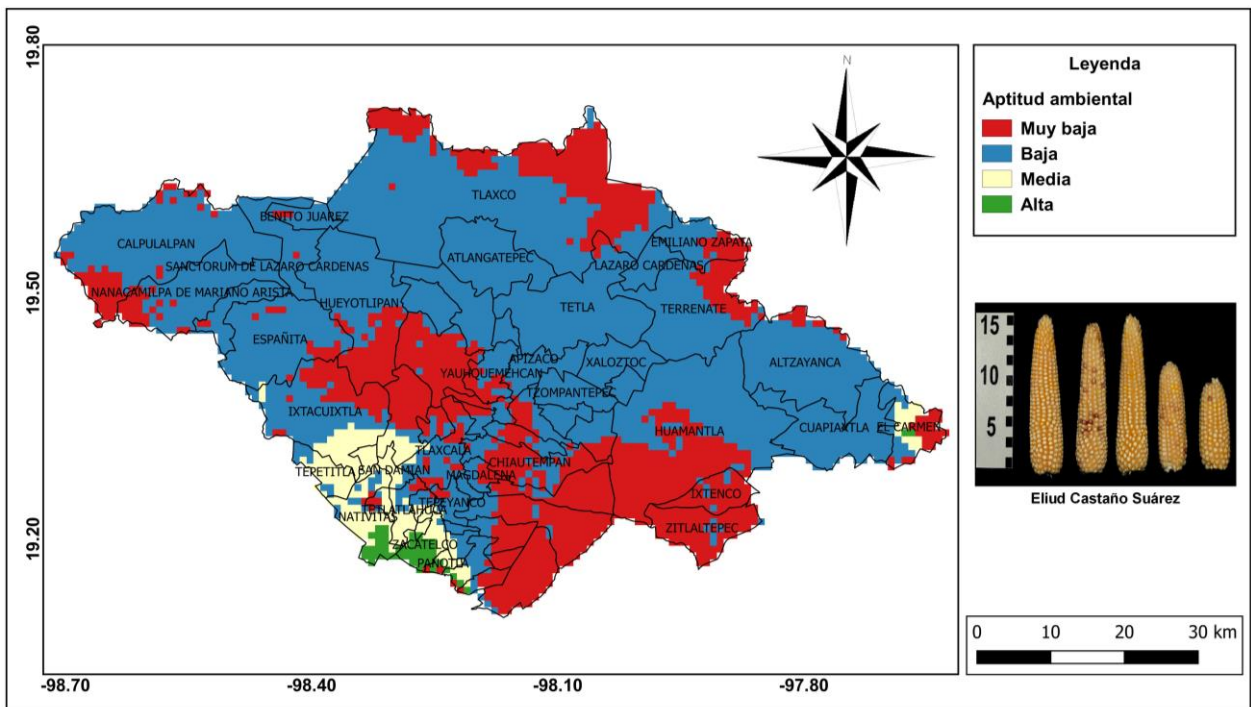 19.80
19.50
19.20
-98.70
-98.40
-98.10
-97.80
TLAXCO
BENITO JUAREZ
CALPULALPAN
EMILIANO ZAPATA
ATLANGATEPEC
LAZARO CARDENAS
SANCTORUM DE LAZARO CARDENAS
NANACAMILPA DE MARIANO ARISTA
HUEYOTLIPAN
TETLA
TERRENATE
ESPAÑITA
APIZACO
XALOZTOC
ALTZAYANCA
YAUHQUEMEHCAN
TZOMPANTEPEC
IXTACUIXTLA
HUAMANTLA
CUAPIAXTLA
EL CARMEN
TLAXCALA
CHIAUTEMPAN
TEPETITLA
SAN DAMIAN
MAGDALENA
IXTENCO
TEPEYANCO
TETLATLAHUCA
NATIVITAS
ZITLALTEPEC
ZACATELCO
PANOTLA
N
Leyenda
Aptitud ambiental
Muy baja
Baja
Media
Alta
15
10
5
Eliud Castaño Suárez
0 10 20 30 km